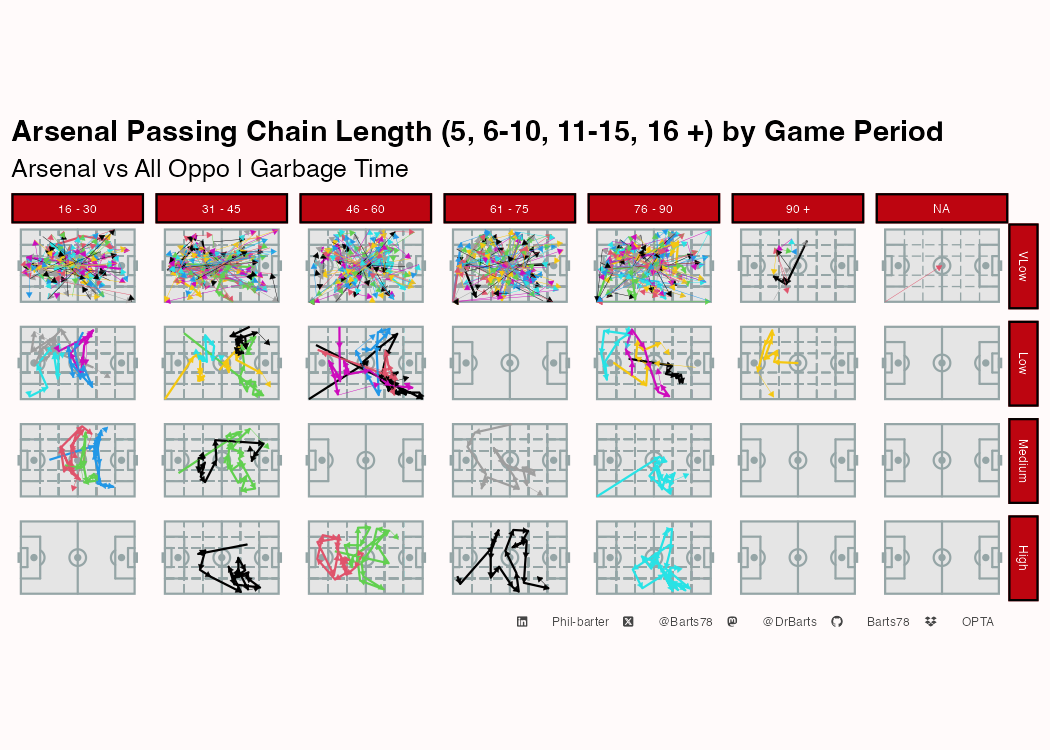 Arsenal Passing Chain Length (5, 6-10, 11-15, 16 +) by Game Period
Arsenal vs All Oppo | Garbage Time
16 - 30
31 - 45
46 - 60
61 - 75
76 - 90
90 +
NA
VLow
Low
Medium
High
Phil-barter @Barts78 @DrBarts Barts78 OPTA